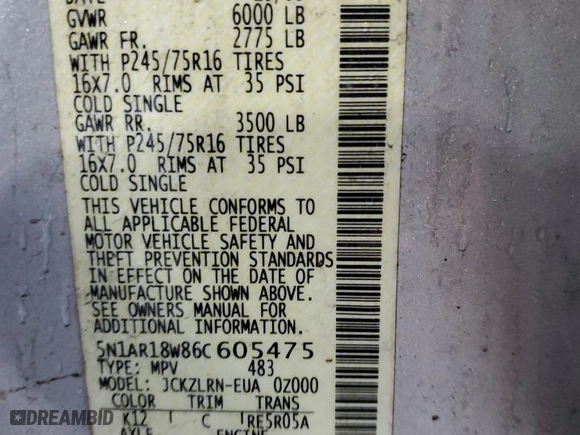 GVWR 6000 LB
GAWR FR. 2775 LB
WITH P245/75R16 TIRES
16X7.0 RIMS AT 35 PSI
COLD SINGLE
GAWR RR. 3500 LB
WITH P245/75R16 TIRES
16X7.0 RIMS AT 35 PSI
COLD SINGLE
THIS VEHICLE CONFORMS TO
ALL APPLICABLE FEDERAL
MOTOR VEHICLE SAFETY AND
THEFT PREVENTION STANDARDS
IN EFFECT ON THE DATE OF
MANUFACTURE SHOWN ABOVE.
SEE OWNERS MANUAL FOR
ADDITIONAL INFORMATION.
5N1AR18W86C605475
TYPE: MPV 483
MODEL: JCKZLRN-EUA 0Z000
COLOR TRIM TRANS
K12 C RE5R05A
AXLE ENGINE
DREAMBID